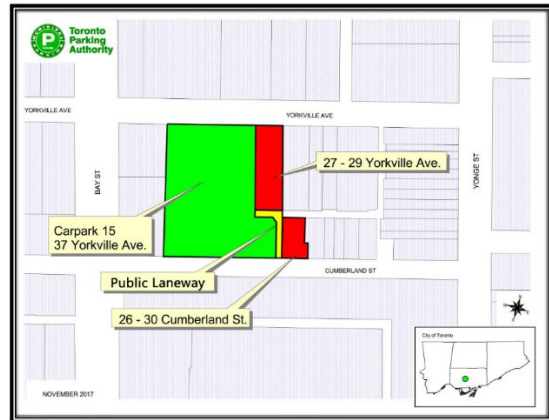 Toronto
Parking
Authority
YORKVILLE AVE
YORKVILLE AVE
27 - 29 Yorkville Ave.
BAY ST
YONGE ST
Carpark 15
37 Yorkville Ave.
Public Laneway
CUMBERLAND ST
26 - 30 Cumberland St.
City of Toronto
NOVEMBER 2017